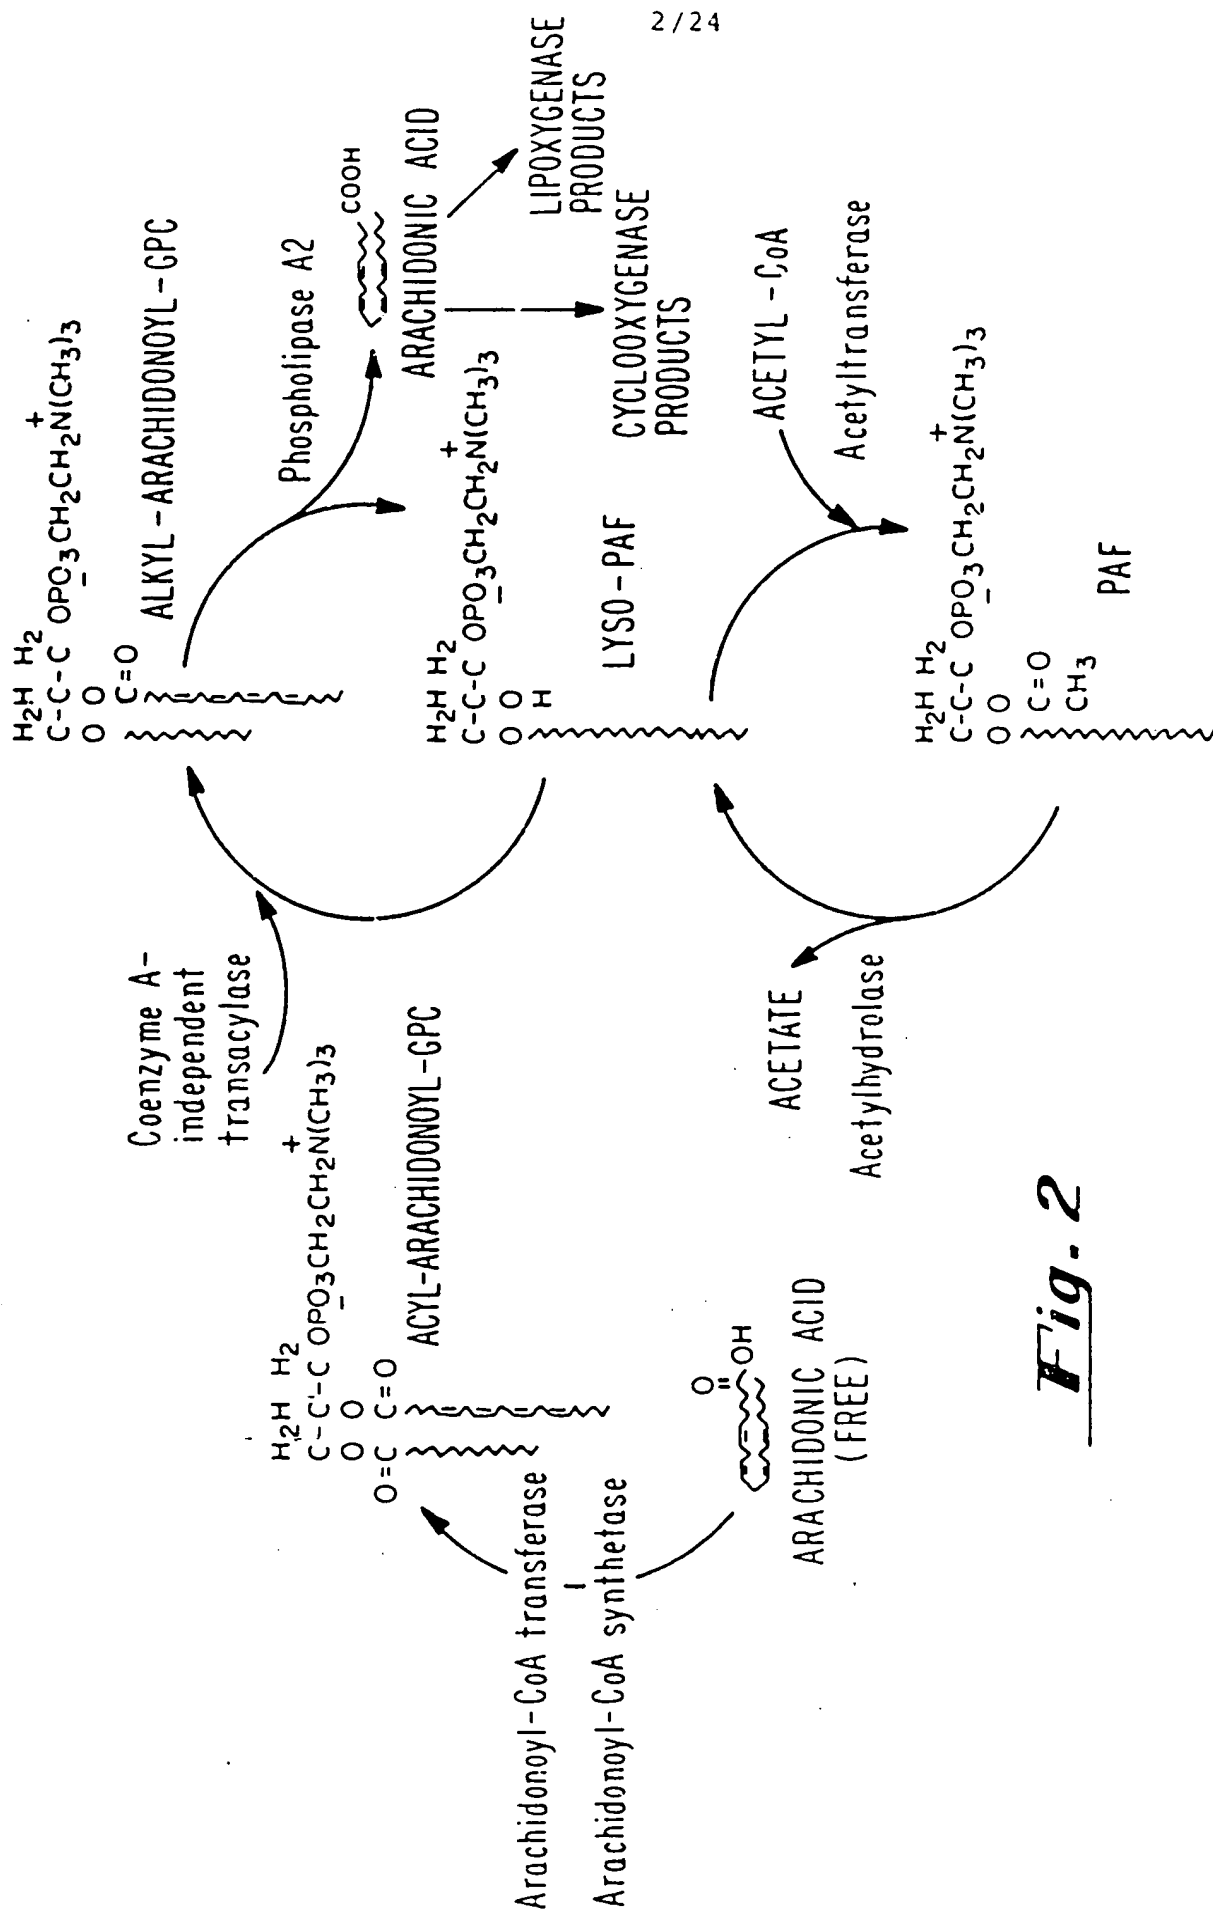 2/24
H2H H2
C-C-C OPO3CH2CH2N(CH3)3
- +
O O
C=O
ALKYL-ARACHIDONOYL-GPC
Phospholipase A2
COOH
ARACHIDONIC ACID
LIPOXYGENASE
PRODUCTS
CYCLOOXYGENASE
PRODUCTS
Coenzyme A-
independent
transacylase
H2H H2
C-C-C OPO3CH2CH2N(CH3)3
- +
O O
H
LYSO-PAF
H2H H2
C-C-C OPO3CH2CH2N(CH3)3
- +
O O
O=C C=O
ACYL-ARACHIDONOYL-GPC
Arachidonoyl-CoA transferase
Arachidonoyl-CoA synthetase
O
OH
ARACHIDONIC ACID
(FREE)
ACETYL-CoA
Acetyltransferase
ACETATE
Acetylhydrolase
H2H H2
C-C-C OPO3CH2CH2N(CH3)3
- +
O O
C=O
CH3
PAF
Fig. 2